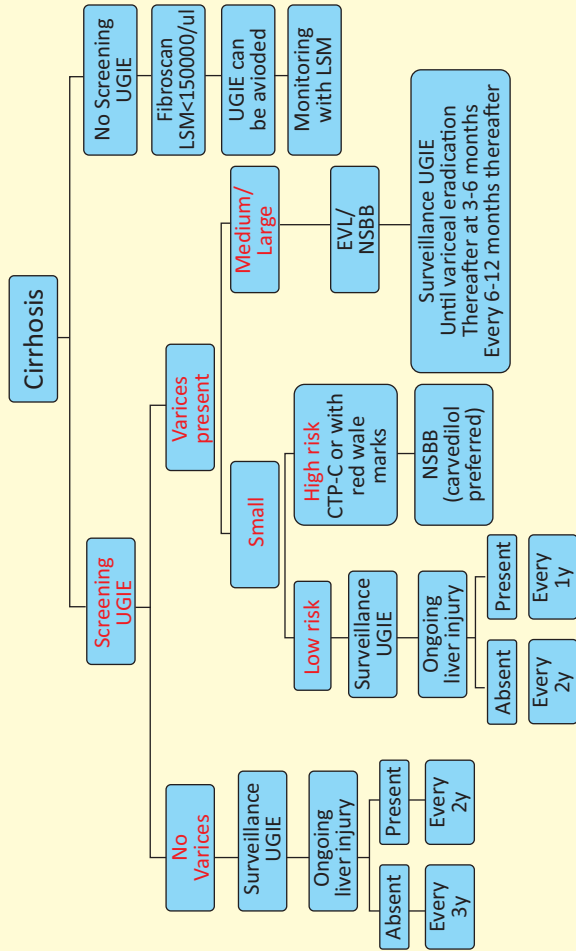 Cirrhosis
Screening
UGIE
No Screening
UGIE
No
Varices
Varices
present
Fibroscan
LSM<150000/ul
Surveillance
UGIE
Small
Medium/
Large
UGIE can
be avioded
Ongoing
liver injury
Low risk
High risk
CTP-C or with
red wale
marks
EVL/
NSBB
Monitoring
with LSM
Absent
Present
Surveillance
UGIE
NSBB
(carvedilol
preferred)
Surveillance UGIE
Until variceal eradication
Thereafter at 3-6 months
Every 6-12 months thereafter
Every
3y
Every
2y
Ongoing
liver injury
Absent
Present
Every
2y
Every
1y